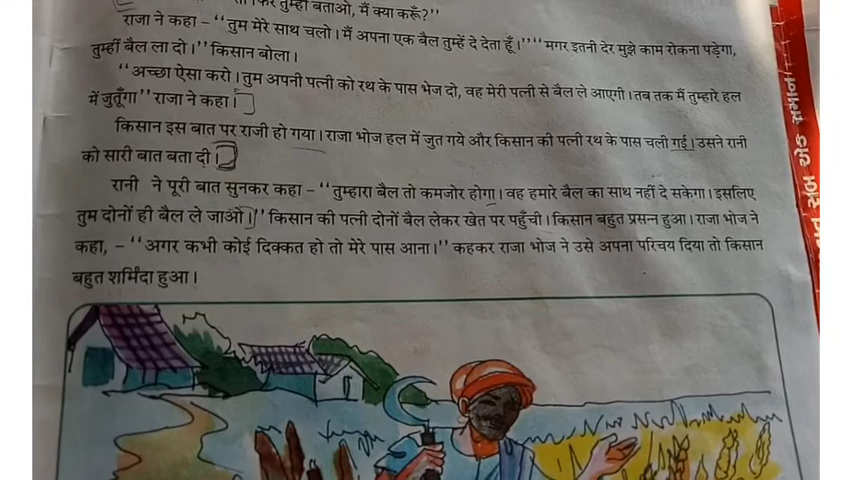 तुम्हीं बताओ, मैं क्या करूँ?"
राजा ने कहा – "तुम मेरे साथ चलो। मैं अपना एक बैल तुम्हें दे देता हूँ।" "मगर इतनी देर मुझे काम रोकना पड़ेगा,
तुम्हीं बैल ला दो।" किसान बोला।
"अच्छा ऐसा करो। तुम अपनी पत्नी को रथ के पास भेज दो, वह मेरी पत्नी से बैल ले आएगी। तब तक मैं तुम्हारे हल
में जुतूँगा" राजा ने कहा।
किसान इस बात पर राजी हो गया। राजा भोज हल में जुत गये और किसान की पत्नी रथ के पास चली गई। उसने रानी
को सारी बात बता दी।
रानी ने पूरी बात सुनकर कहा – "तुम्हारा बैल तो कमजोर होगा। वह हमारे बैल का साथ नहीं दे सकेगा। इसलिए
तुम दोनों ही बैल ले जाओ।" किसान की पत्नी दोनों बैल लेकर खेत पर पहुँची। किसान बहुत प्रसन्न हुआ। राजा भोज ने
कहा, – "अगर कभी कोई दिक्कत हो तो मेरे पास आना।" कहकर राजा भोज ने उसे अपना परिचय दिया तो किसान
बहुत शर्मिंदा हुआ।